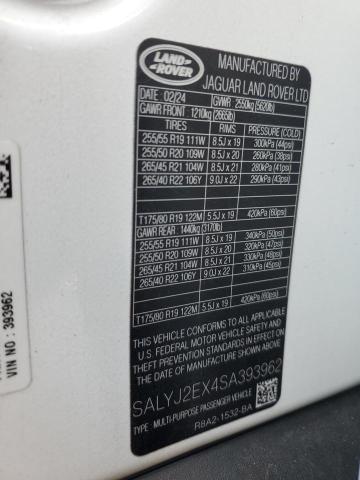 LAND
ROVER
MANUFACTURED BY
JAGUAR LAND ROVER LTD
DATE 02/24 GVWR 2550kg (5620lb)
GAWR FRONT 1210kg (2665lb)
TIRES RIMS PRESSURE (COLD)
255/55 R19 111W 8.5J x 19 300kPa (44psi)
255/50 R20 109W 8.5J x 20 260kPa (38psi)
265/45 R21 104W 8.5J x 21 280kPa (41psi)
265/40 R22 106Y 9.0J x 22 290kPa (43psi)
T175/80 R19 122M 5.5J x 19 420kPa (60psi)
GAWR REAR 1440kg (3170lb)
255/55 R19 111W 8.5J x 19 340kPa (50psi)
255/50 R20 109W 8.5J x 20 320kPa (47psi)
265/45 R21 104W 8.5J x 21 330kPa (48psi)
265/40 R22 106Y 9.0J x 22 310kPa (45psi)
T175/80 R19 122M 5.5J x 19 420kPa (60psi)
THIS VEHICLE CONFORMS TO ALL APPLICABLE
U.S. FEDERAL MOTOR VEHICLE SAFETY AND
THEFT PREVENTION STANDARDS IN EFFECT ON
THE DATE OF MANUFACTURE SHOWN ABOVE.
SALYJ2EX4SA393962
TYPE: MULTI-PURPOSE PASSENGER VEHICLE
R8A2-1532-BA
VIN NO : 393962